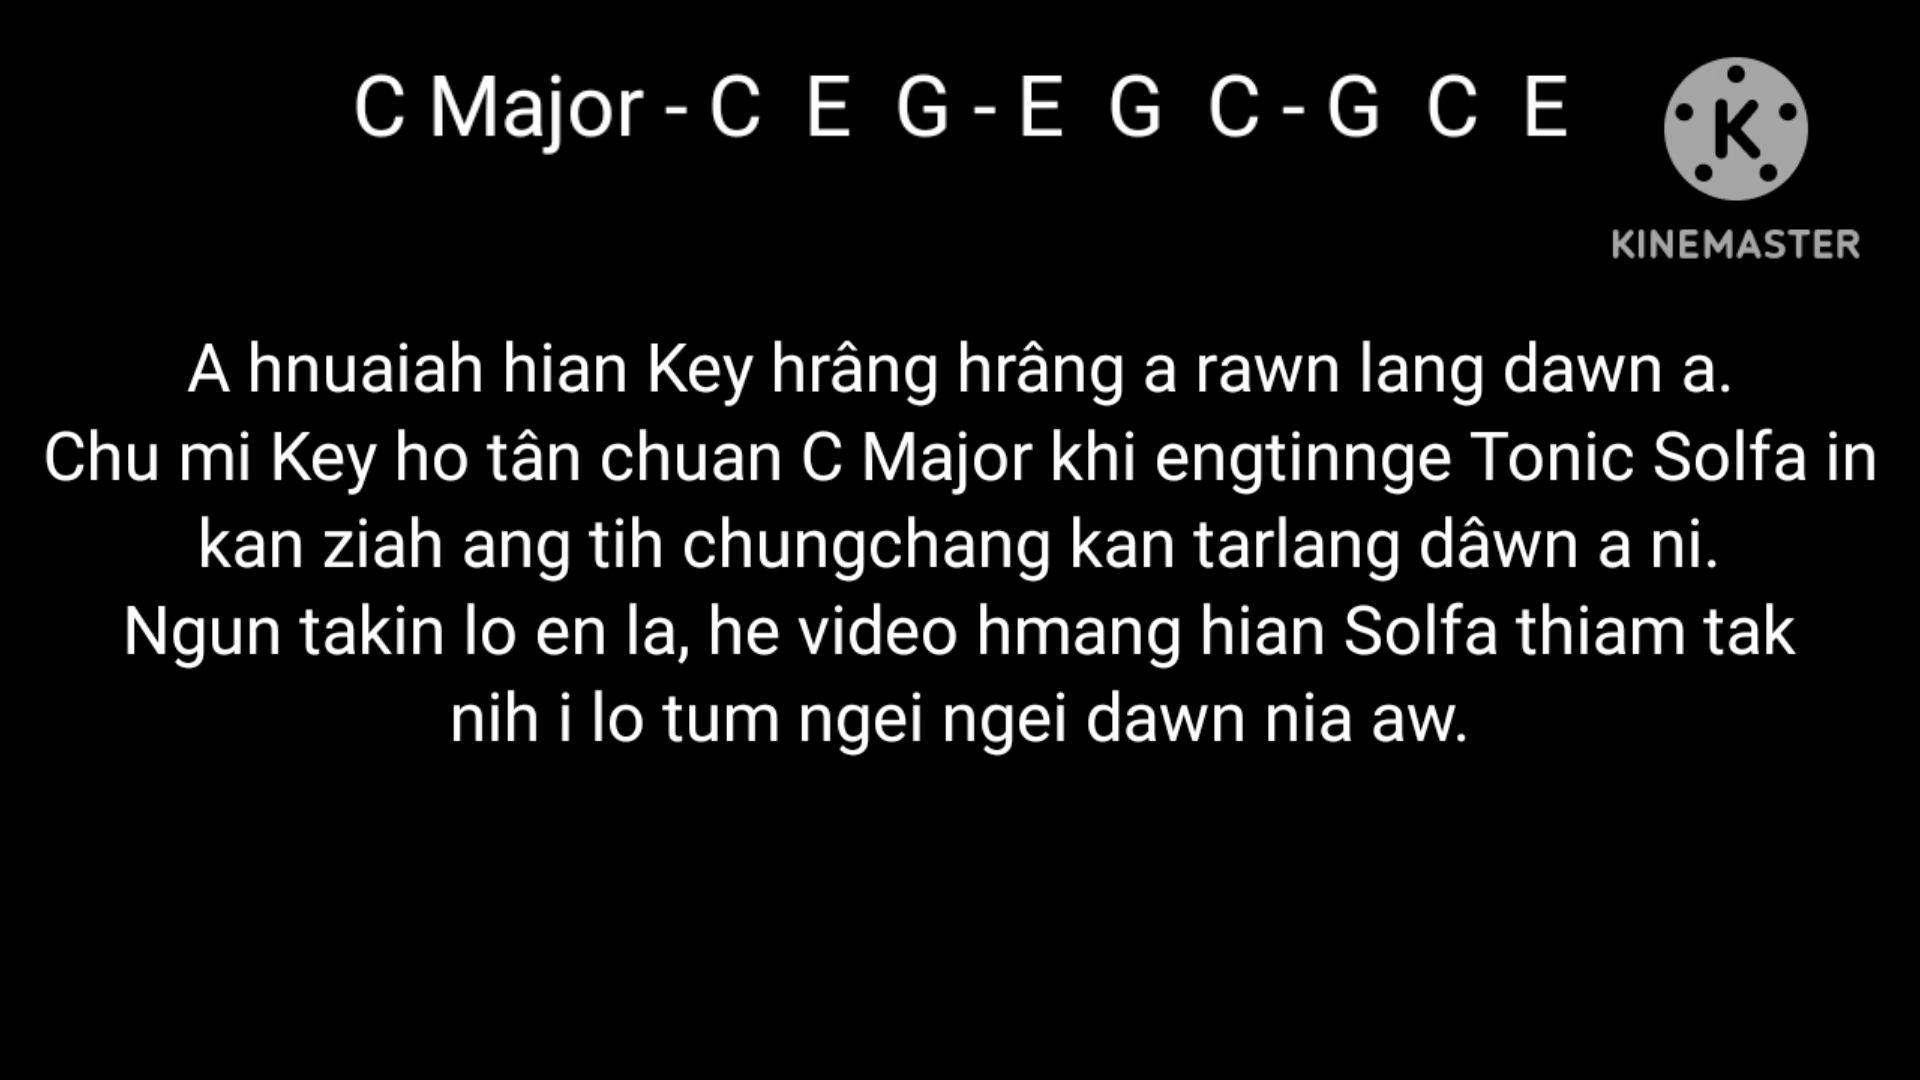 C Major - C E G - E G C - G C E
K
KINEMASTER
A hnuaiah hian Key hrâng hrâng a rawn lang dawn a.
Chu mi Key ho tân chuan C Major khi engtinnge Tonic Solfa in
kan ziah ang tih chungchang kan tarlang dâwn a ni.
Ngun takin lo en la, he video hmang hian Solfa thiam tak
nih i lo tum ngei ngei dawn nia aw.